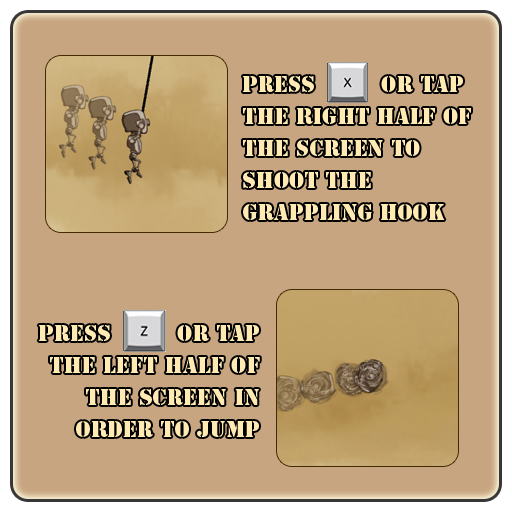 PRESS X OR TAP
THE RIGHT HALF OF
THE SCREEN TO
SHOOT THE
GRAPPLING HOOK
PRESS Z OR TAP
THE LEFT HALF OF
THE SCREEN IN
ORDER TO JUMP